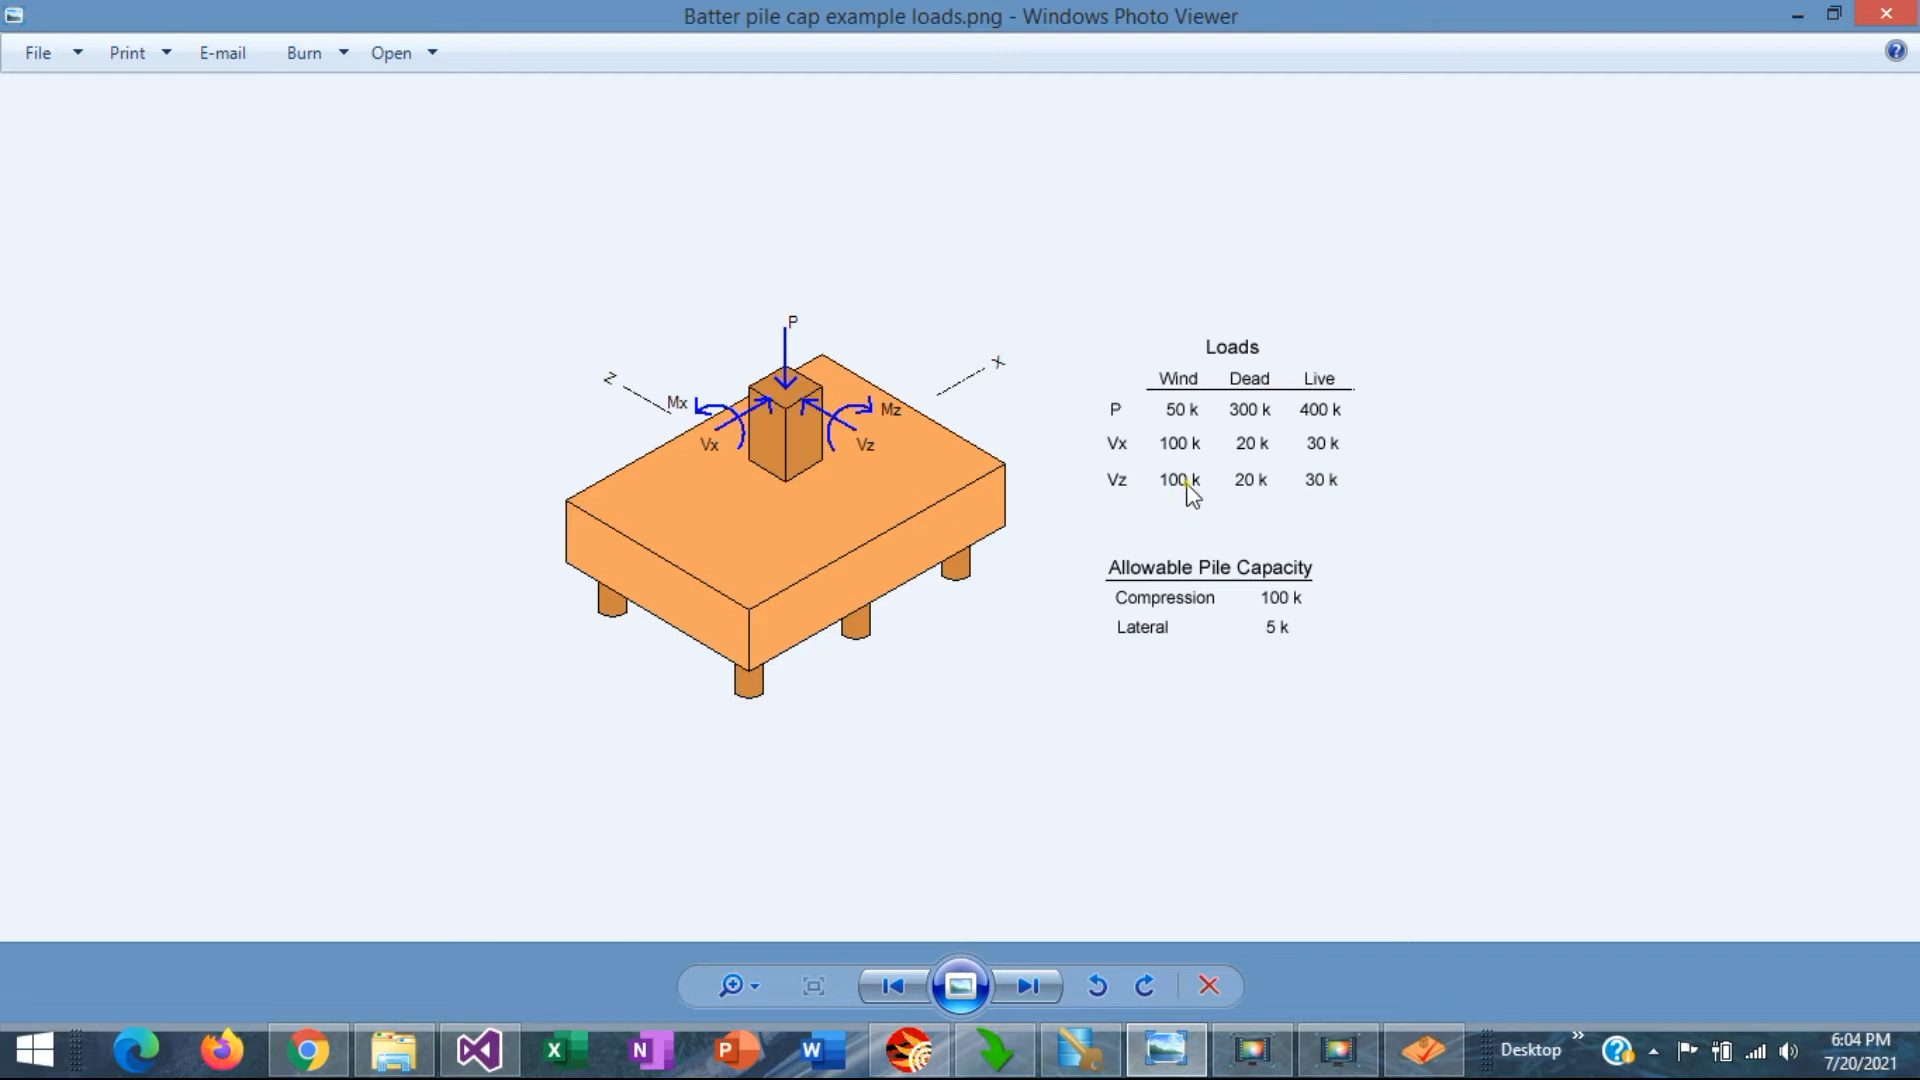 Batter pile cap example loads.png - Windows Photo Viewer
File Print E-mail Burn Open
P
Z
X
Mx
Mz
Vx
Vz
Loads
Wind Dead Live
P 50 k 300 k 400 k
Vx 100 k 20 k 30 k
Vz 100 k 20 k 30 k
Allowable Pile Capacity
Compression 100 k
Lateral 5 k
Desktop
6:04 PM
7/20/2021